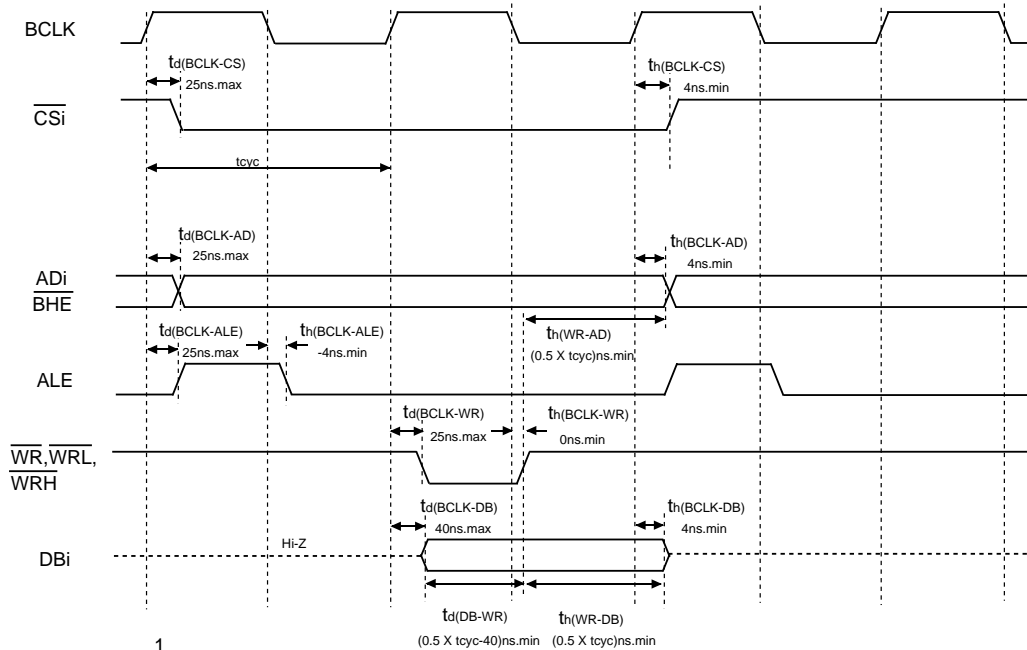 BCLK
td(BCLK-CS)
25ns.max
th(BCLK-CS)
4ns.min
CSi
tcyc
td(BCLK-AD)
25ns.max
th(BCLK-AD)
4ns.min
ADi
BHE
td(BCLK-ALE)
25ns.max
th(BCLK-ALE)
-4ns.min
th(WR-AD)
(0.5 X tcyc)ns.min
ALE
td(BCLK-WR)
25ns.max
th(BCLK-WR)
0ns.min
WR,WRL,
WRH
td(BCLK-DB)
40ns.max
th(BCLK-DB)
4ns.min
Hi-Z
DBi
td(DB-WR)
(0.5 X tcyc-40)ns.min
th(WR-DB)
(0.5 X tcyc)ns.min
1